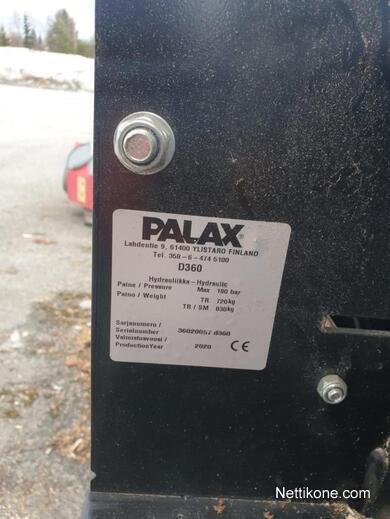 PALAX®
Lahdentie 9, 61400 YLISTARO FINLAND
Tel. 358-6-474 5100
D360
Hydrauliikka- Hydraulic
Paine / Pressure Max 180 bar
Paino / Weight TR 720kg
TR / SM 830kg
Sarjanumero /
Serialnumber 36020057 d360
Valmistusvuosi /
ProductionYear 2020 CE
Nettikone.com